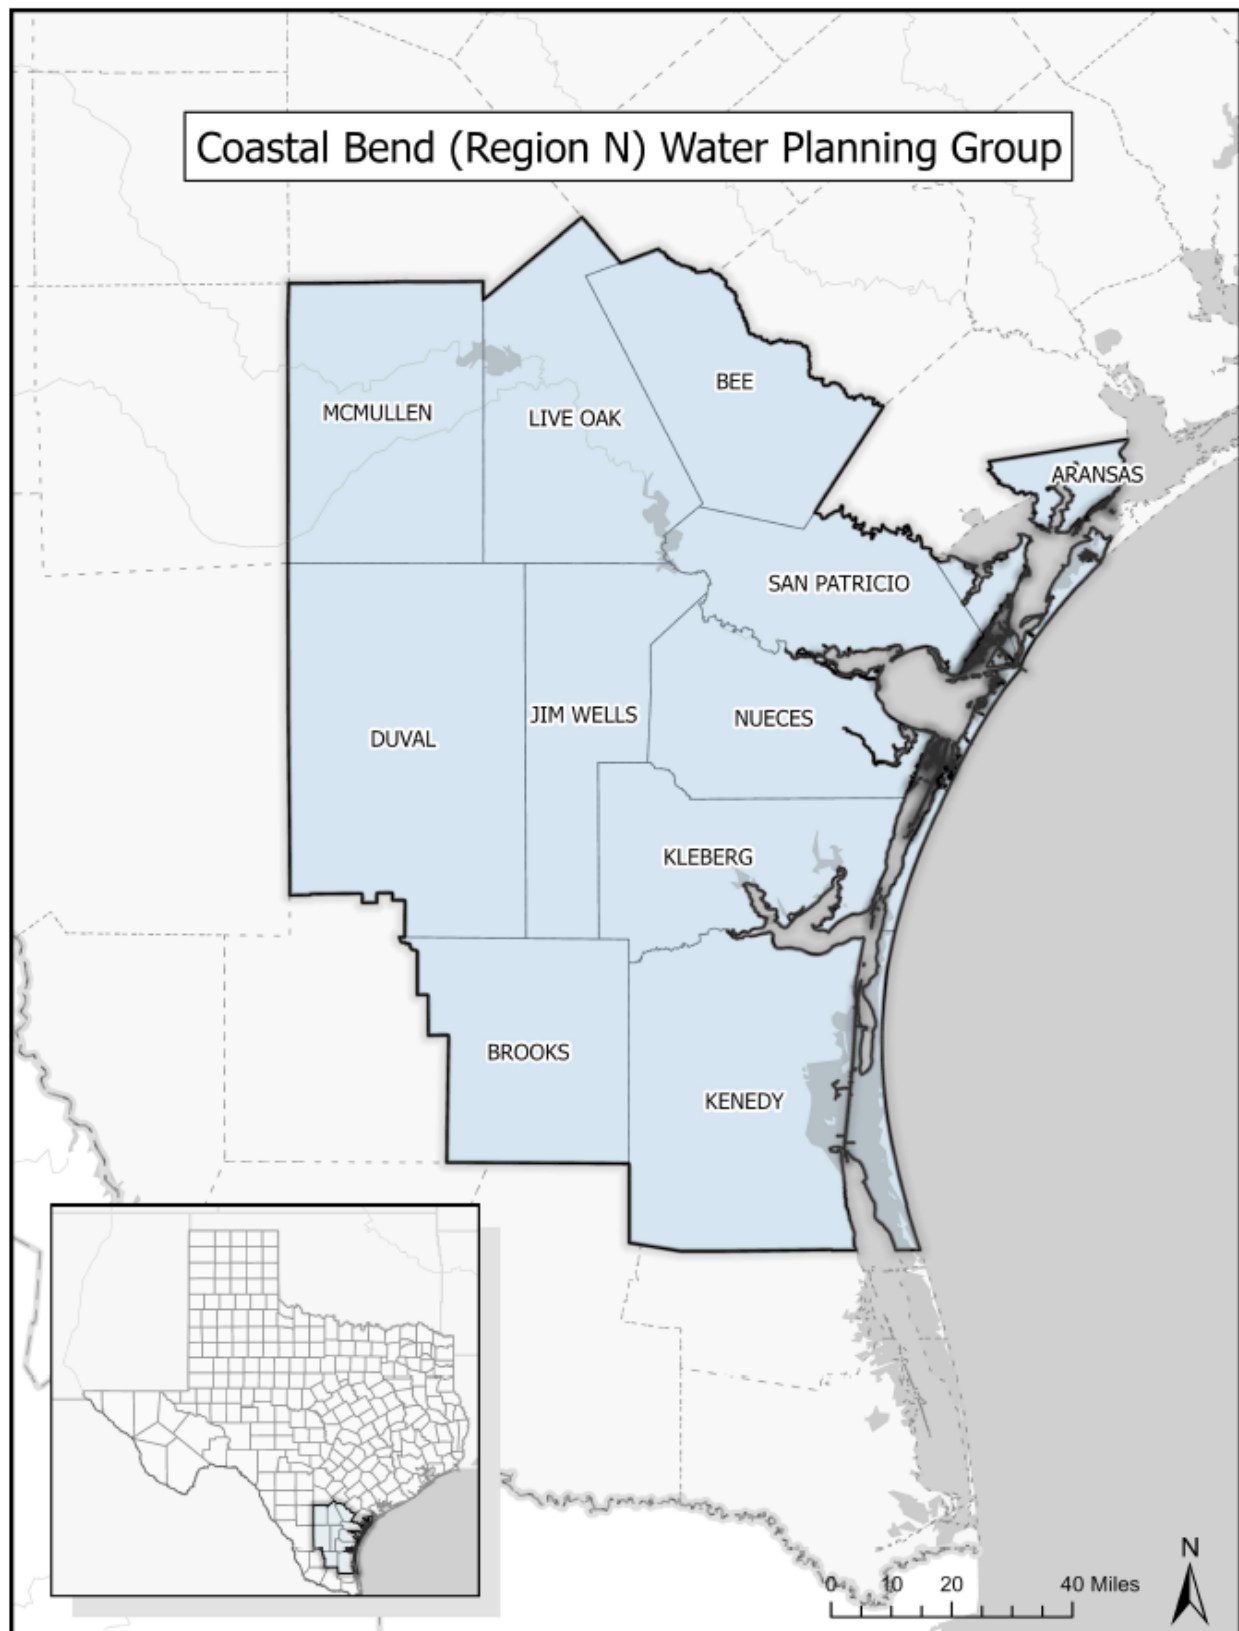 Coastal Bend (Region N) Water Planning Group
BEE
MCMULLEN
LIVE OAK
ARANSAS
SAN PATRICIO
JIM WELLS
NUECES
DUVAL
KLEBERG
BROOKS
KENEDY
N
0 10 20 40 Miles